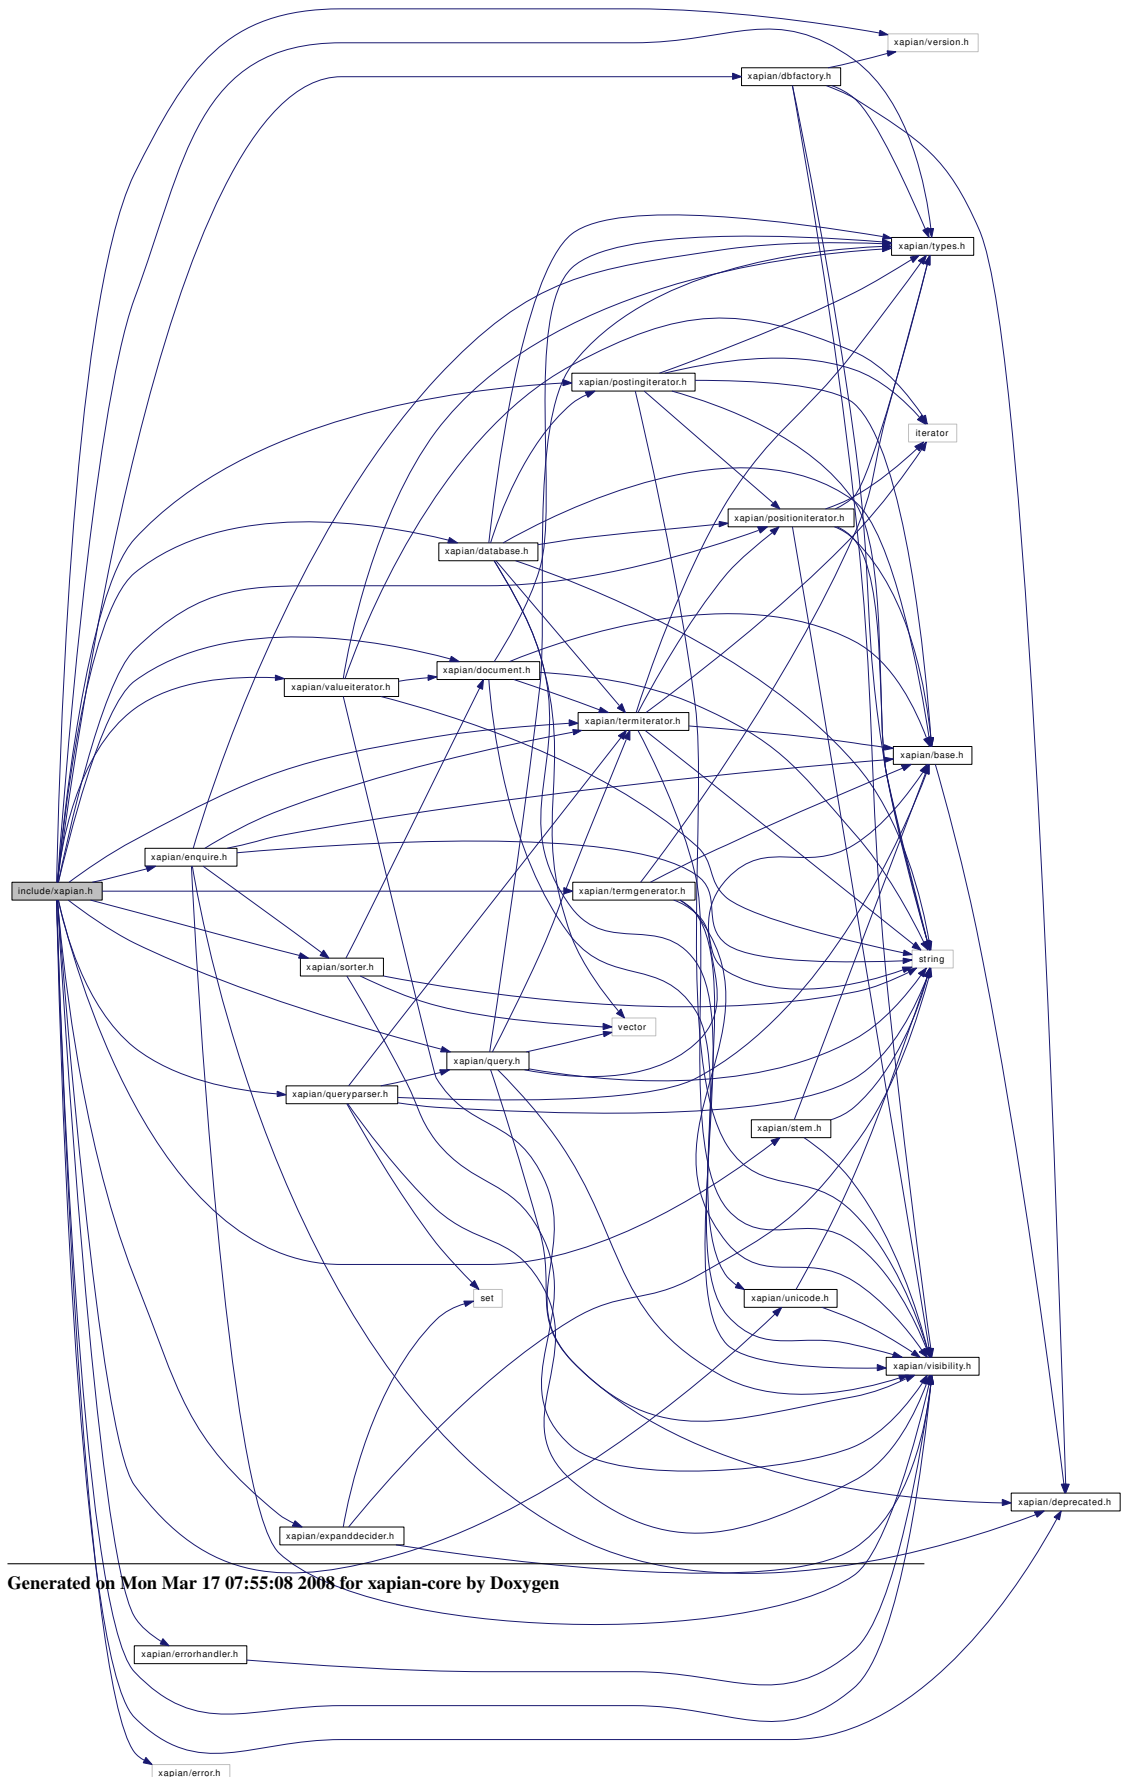 xapian/version.h
xapian/dbfactory.h
xapian/types.h
xapian/postingiterator.h
iterator
xapian/positioniterator.h
xapian/database.h
xapian/document.h
xapian/valueiterator.h
xapian/termiterator.h
xapian/base.h
xapian/enquire.h
include/xapian.h
xapian/termgenerator.h
string
xapian/sorter.h
vector
xapian/query.h
xapian/queryparser.h
xapian/stem.h
set
xapian/unicode.h
xapian/visibility.h
xapian/deprecated.h
xapian/expanddecider.h
Generated on Mon Mar 17 07:55:08 2008 for xapian-core by Doxygen
xapian/errorhandler.h
xapian/error.h